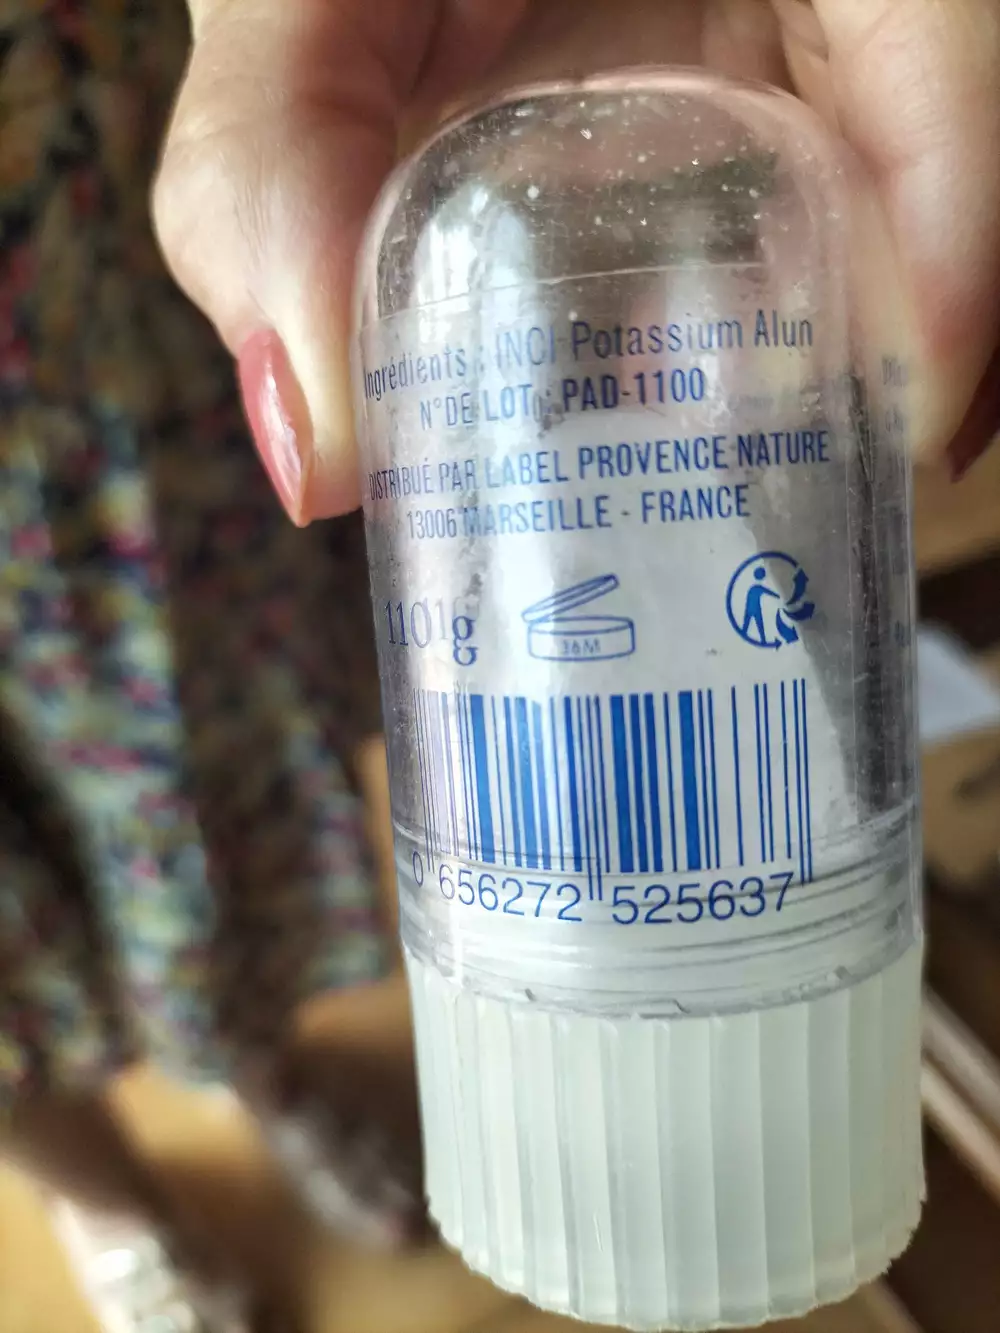 Ingrédients : INCI Potassium Alun
N°DE LOT : PAD-1100
DISTRIBUÉ PAR LABEL PROVENCE NATURE
13006 MARSEILLE - FRANCE
110 g
36M
0 656272 525637